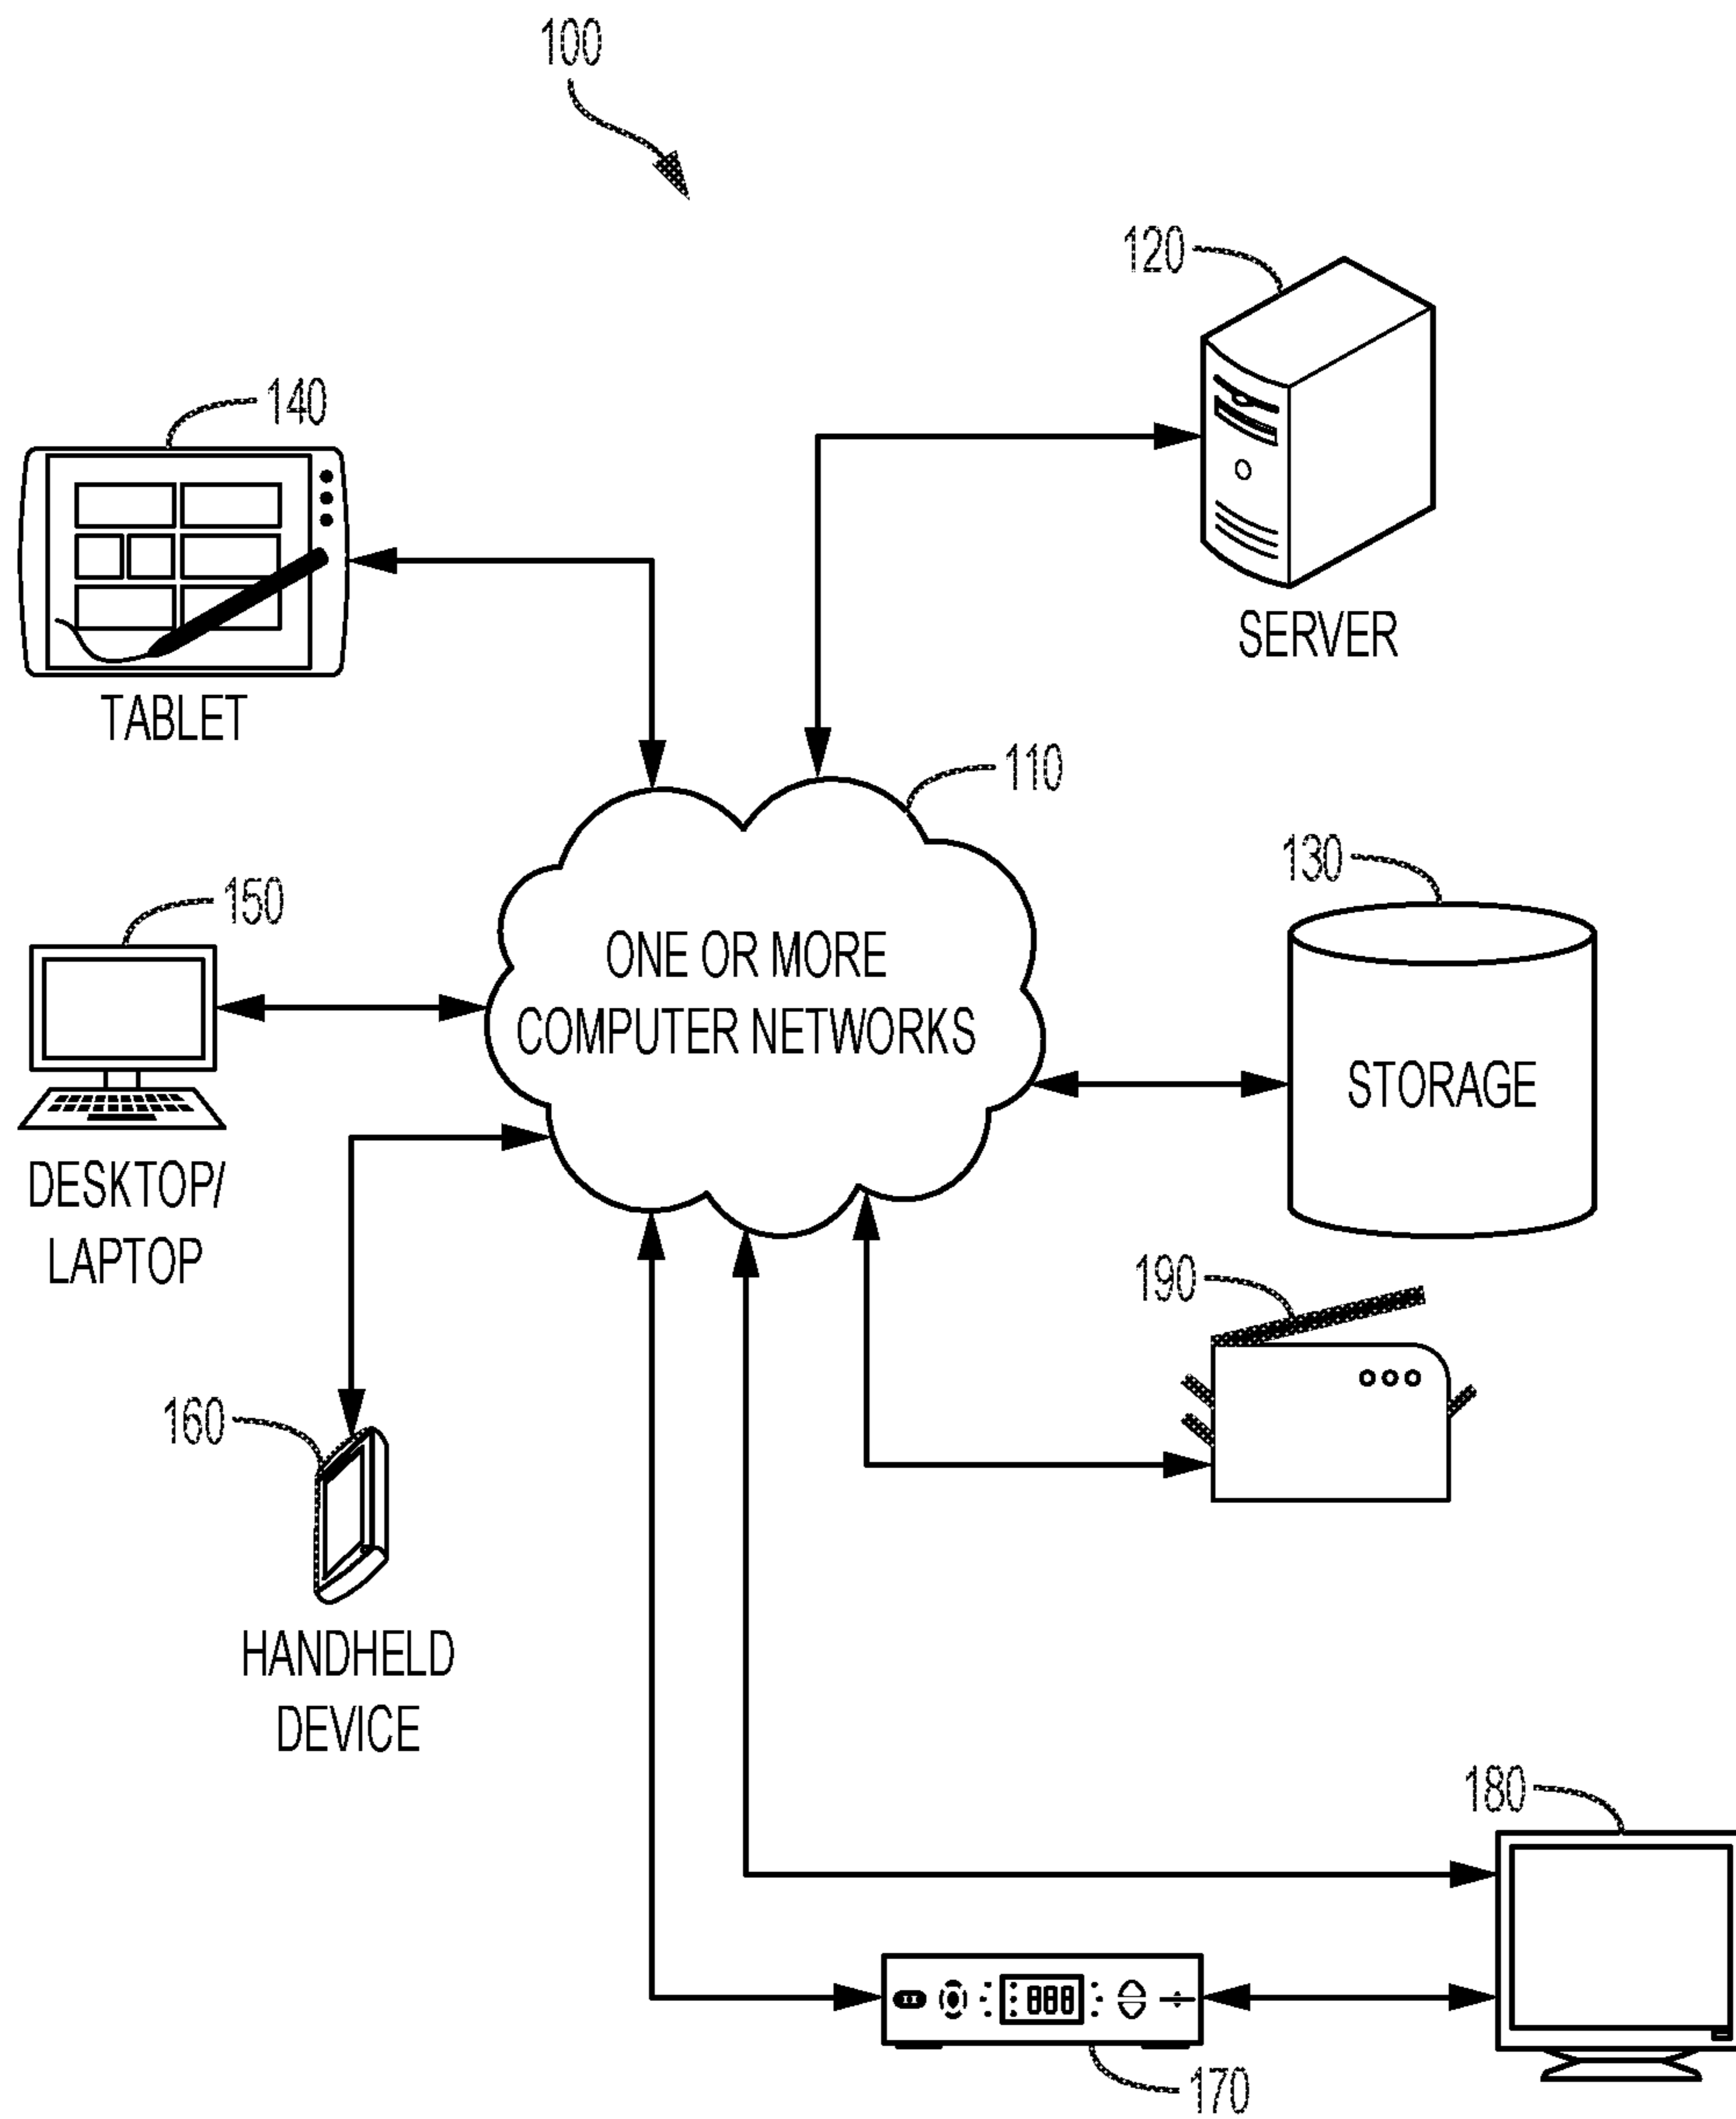 100
120
140
SERVER
TABLET
110
130
150
ONE OR MORE
COMPUTER NETWORKS
STORAGE
DESKTOP/
LAPTOP
190
160
HANDHELD
DEVICE
180
888
170